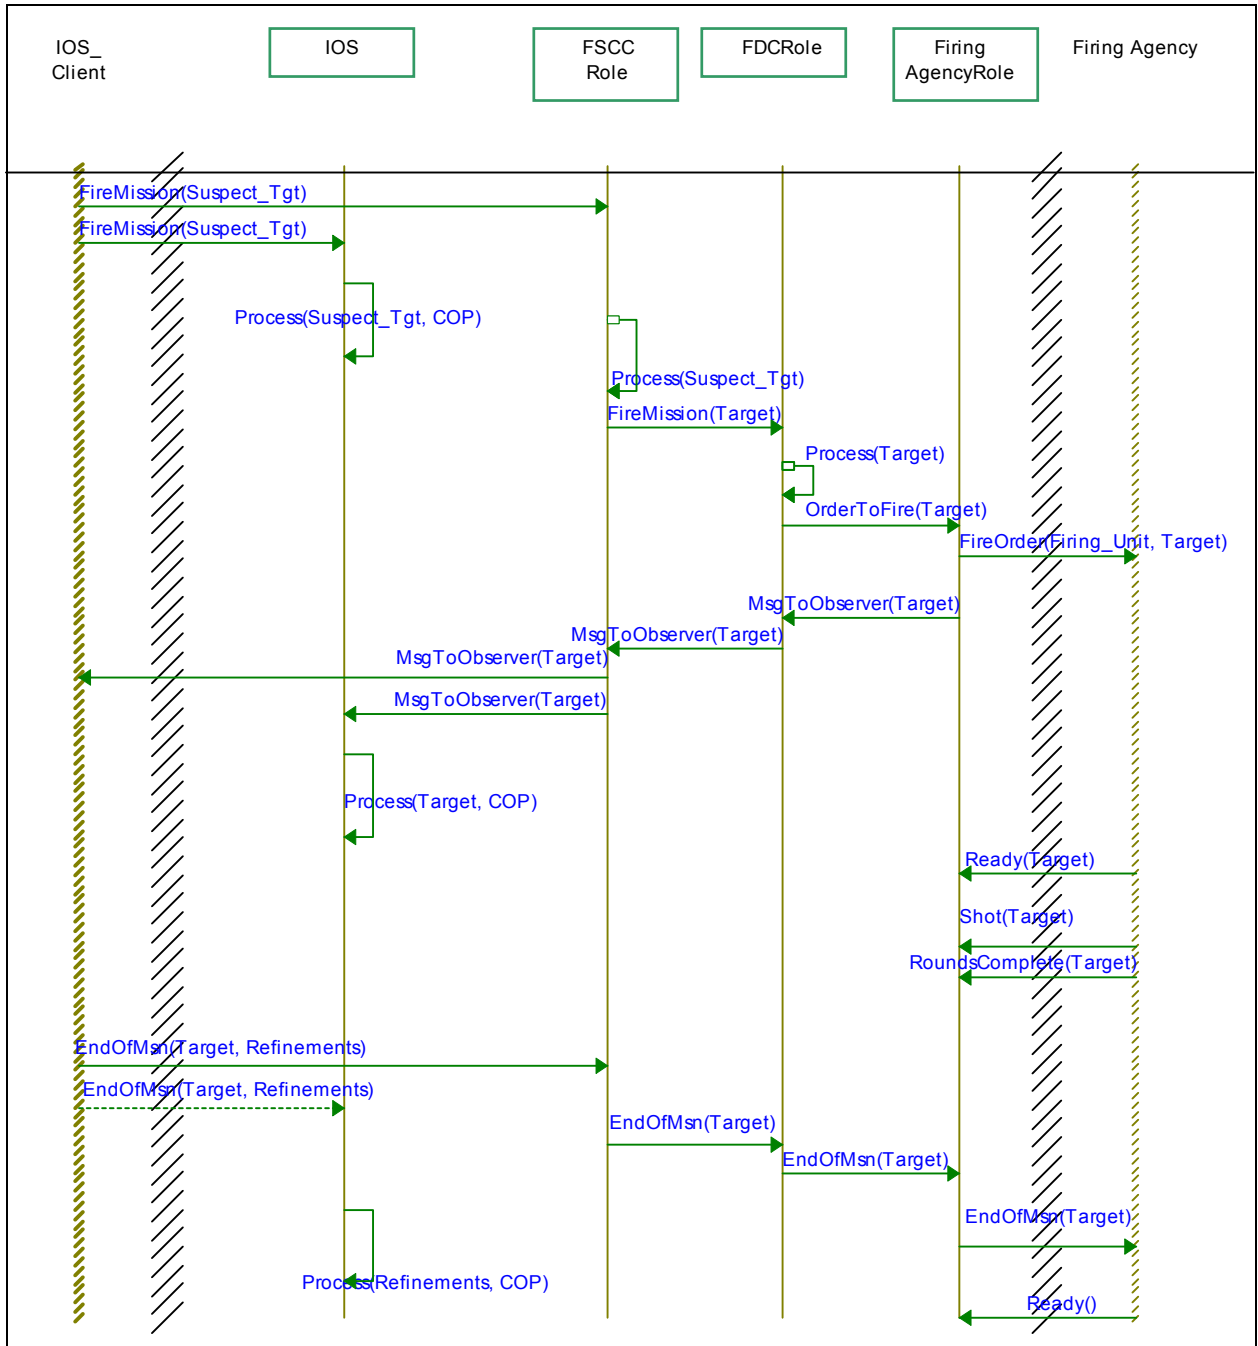 IOS_
Client
IOS
FSCC
Role
FDCRole
Firing
AgencyRole
Firing Agency
FireMission(Suspect_Tgt)
FireMission(Suspect_Tgt)
Process(Suspect_Tgt, COP)
Process(Suspect_Tgt)
FireMission(Target)
Process(Target)
OrderToFire(Target)
FireOrder(Firing_Unit, Target)
MsgToObserver(Target)
MsgToObserver(Target)
MsgToObserver(Target)
MsgToObserver(Target)
Process(Target, COP)
Ready(Target)
Shot(Target)
RoundsComplete(Target)
EndOfMsn(Target, Refinements)
EndOfMsn(Target, Refinements)
EndOfMsn(Target)
EndOfMsn(Target)
EndOfMsn(Target)
Process(Refinements, COP)
Ready()